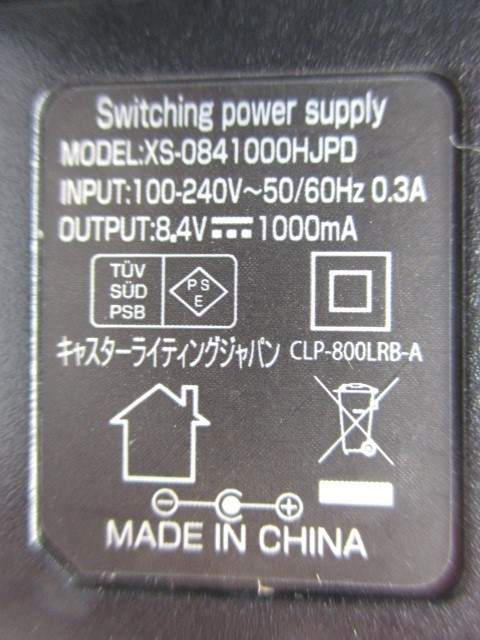 Switching power supply
MODEL:XS-0841000HJPD
INPUT:100-240V~50/60Hz 0.3A
OUTPUT:8.4V⎓1000mA
TÜV
SÜD
PSB
PS
E
キャスターライティングジャパン CLP-800LRB-A
MADE IN CHINA